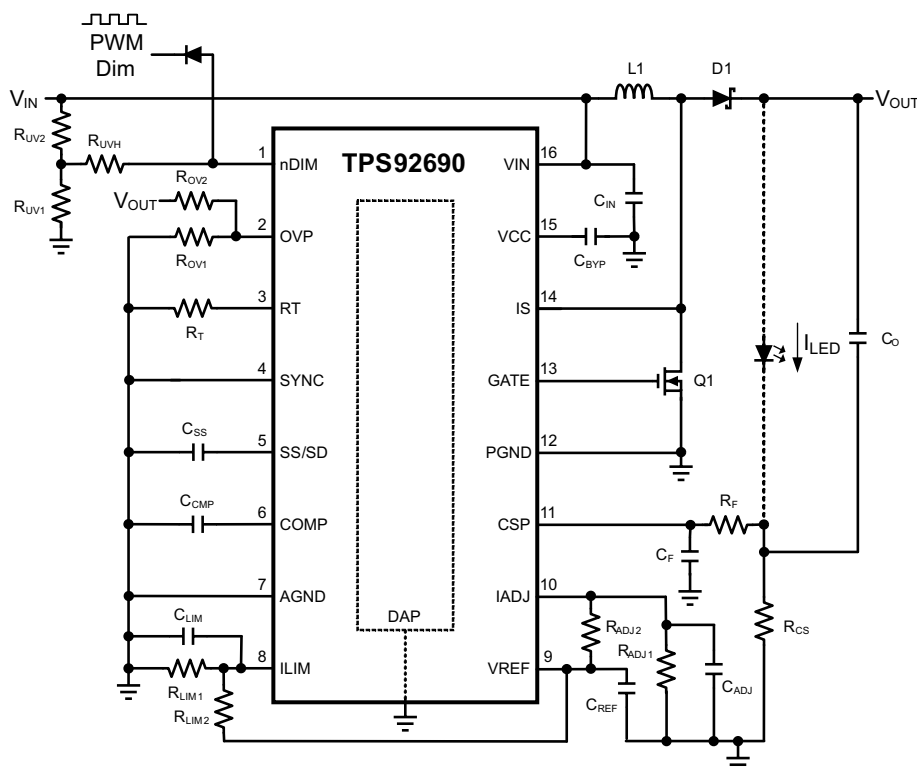 PWM
Dim
L1
D1
VIN
VOUT
RUV2
RUVH
RUV1
1
nDIM
TPS92690
VIN
16
ROV2
VOUT
CIN
2
OVP
VCC
15
ROV1
CBYP
3
RT
IS
14
RT
ILED
CO
4
SYNC
GATE
13
Q1
CSS
5
SS/SD
PGND
12
CCMP
6
COMP
CSP
11
RF
CF
7
AGND
IADJ
10
CLIM
DAP
RADJ2
RCS
RADJ1
8
ILIM
VREF
9
RLIM1
CADJ
CREF
RLIM2